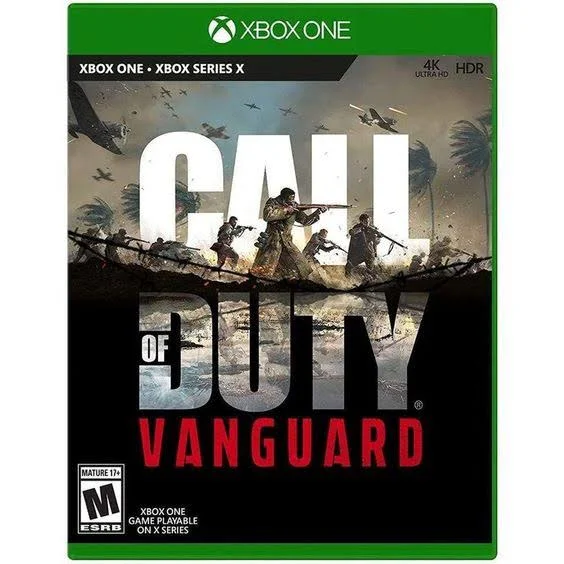 XBOX ONE
XBOX ONE • XBOX SERIES X
4K
ULTRA HD
HDR
CALL
OF
DUTY®
VANGUARD
MATURE 17+
M
ESRB
XBOX ONE
GAME PLAYABLE
ON X SERIES